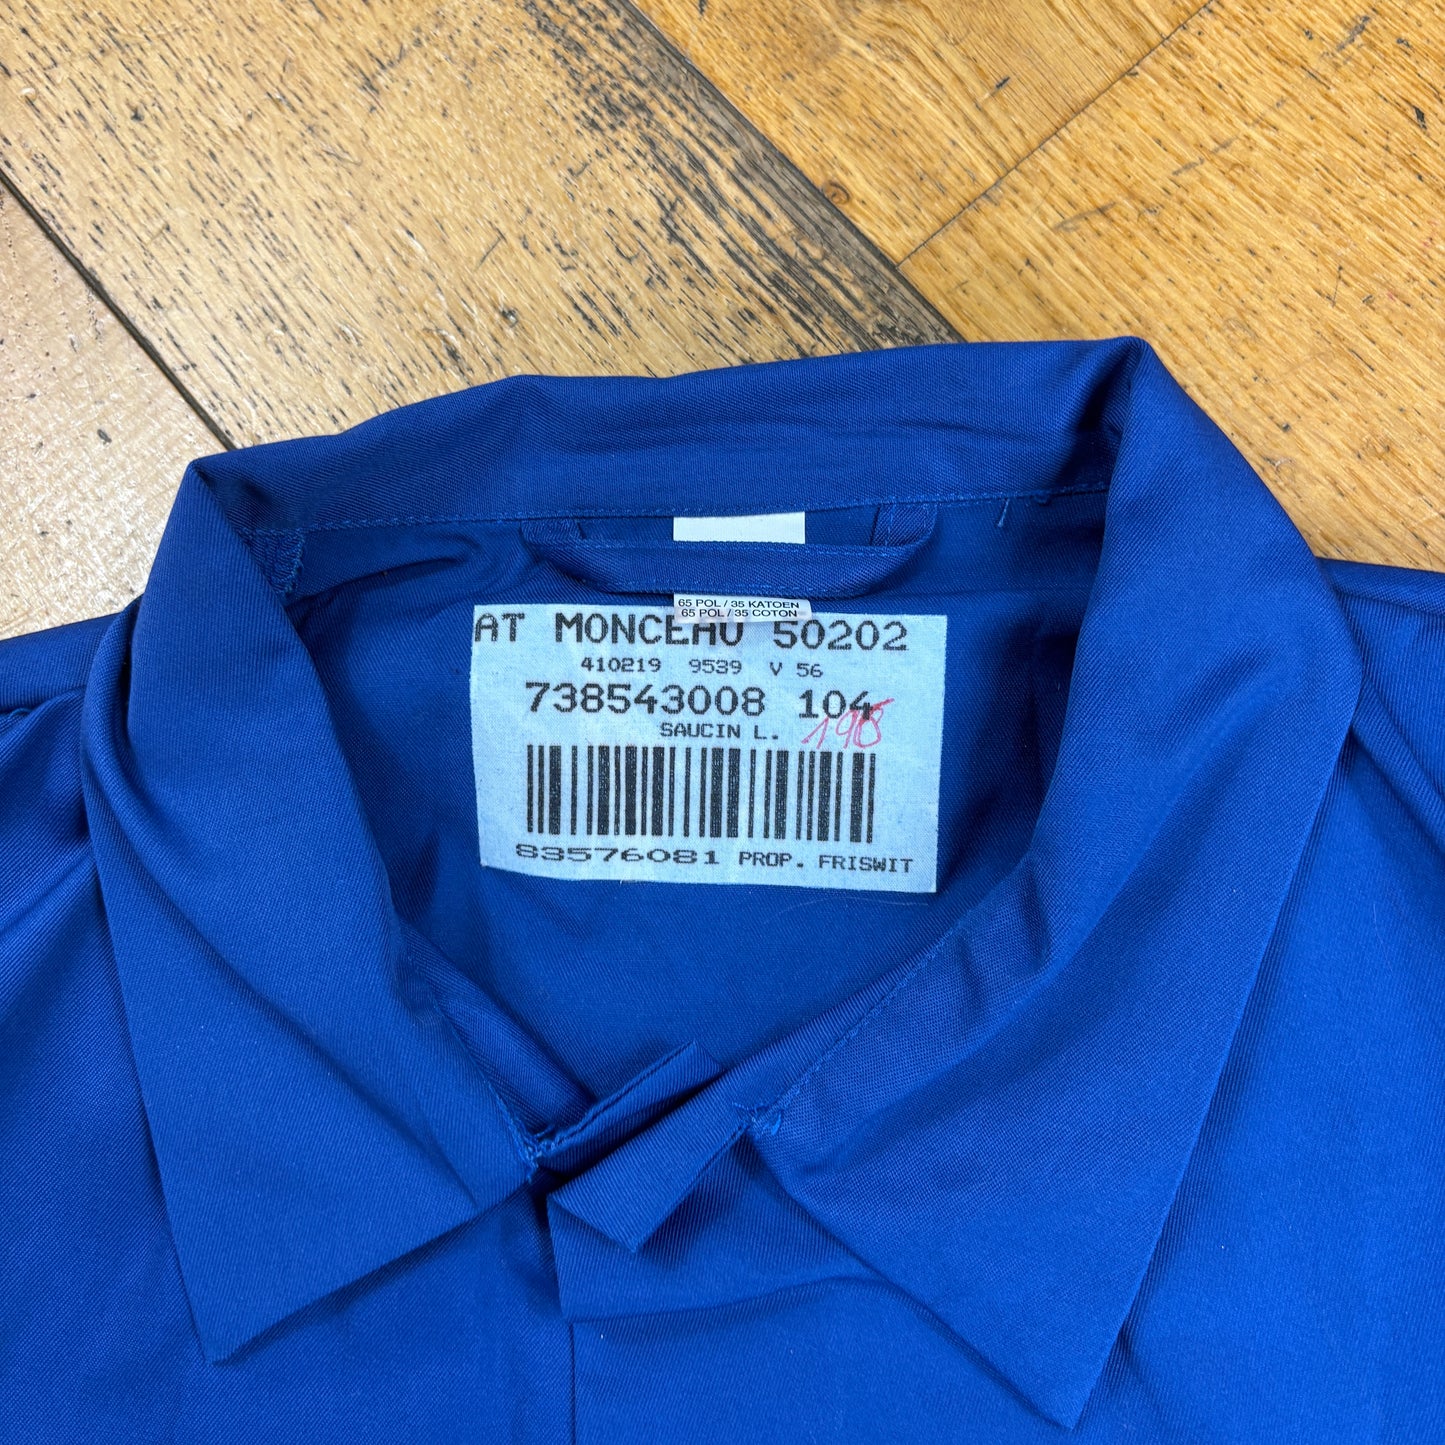 65 POL / 35 KATOEN
65 POL / 35 COTON
AT MONCEAU 50202
410219 9539 V 56
738543008 104
SAUCIN L. 198
83576081 PROP. FRISWIT